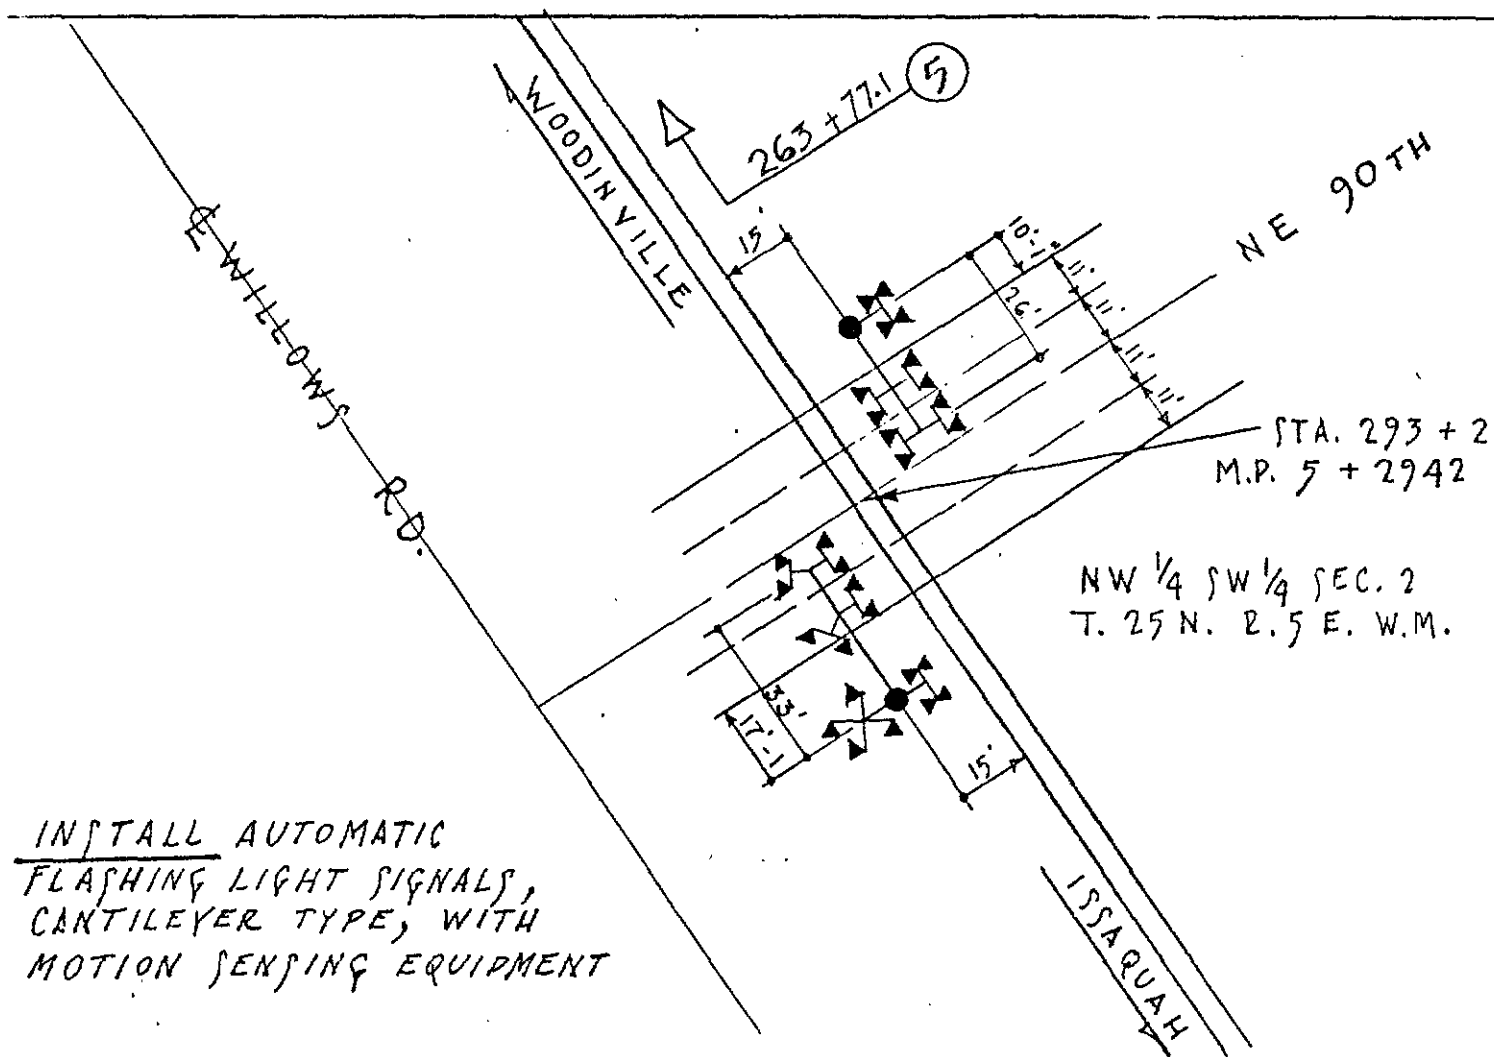 5
263 + 77.1
WOODINVILLE
15'
NE 90TH
10'-1"
26'
11'
11'
11'
11'
℄ WILLOWS RD.
STA. 293 + 2
M.P. 5 + 2942
NW 1/4 SW 1/4 SEC. 2
T. 25 N. R. 5 E. W.M.
33'
17'-1
15'
INSTALL AUTOMATIC
FLASHING LIGHT SIGNALS,
CANTILEVER TYPE, WITH
MOTION SENSING EQUIPMENT
ISSAQUAH